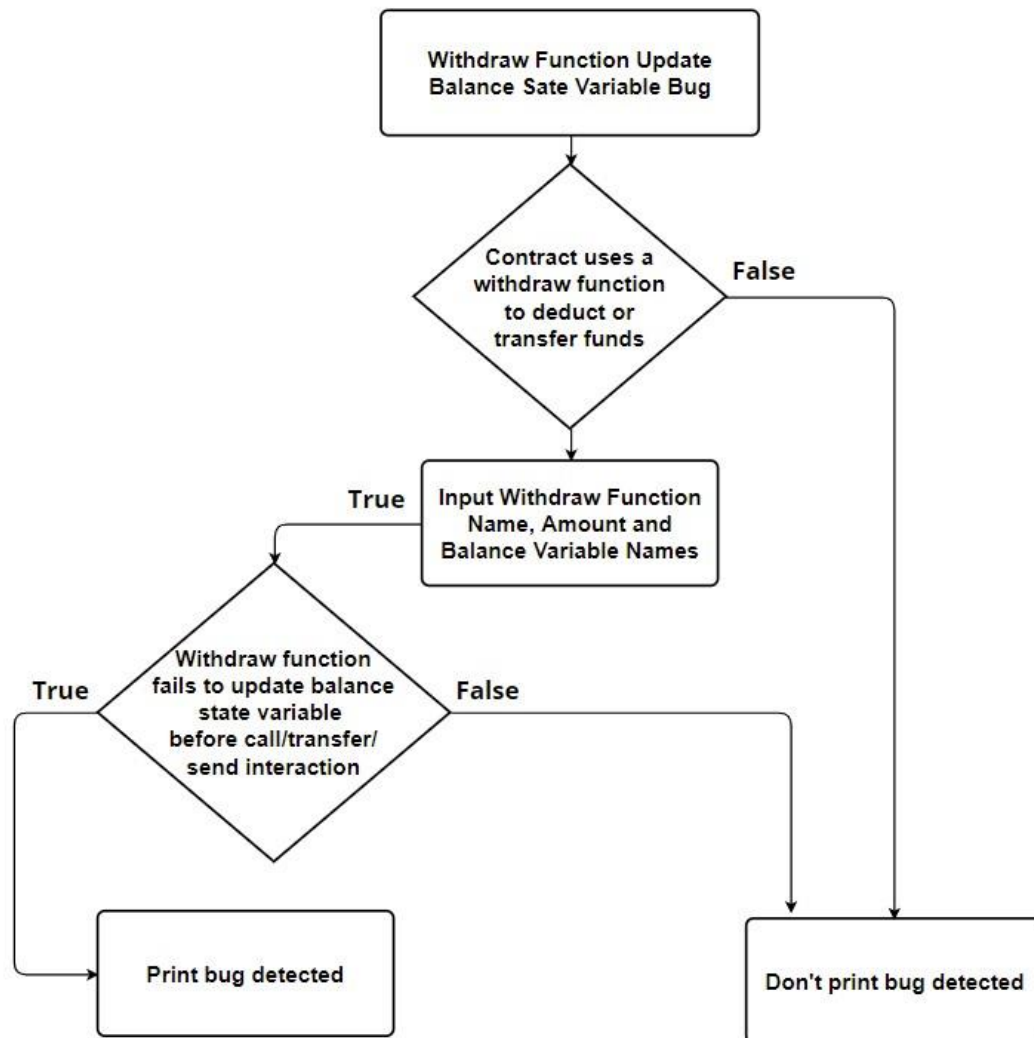 Withdraw Function Update
Balance Sate Variable Bug
Contract uses a
withdraw function
to deduct or
transfer funds
False
True
Input Withdraw Function
Name, Amount and
Balance Variable Names
Withdraw function
fails to update balance
state variable
before call/transfer/
send interaction
True
False
Print bug detected
Don't print bug detected